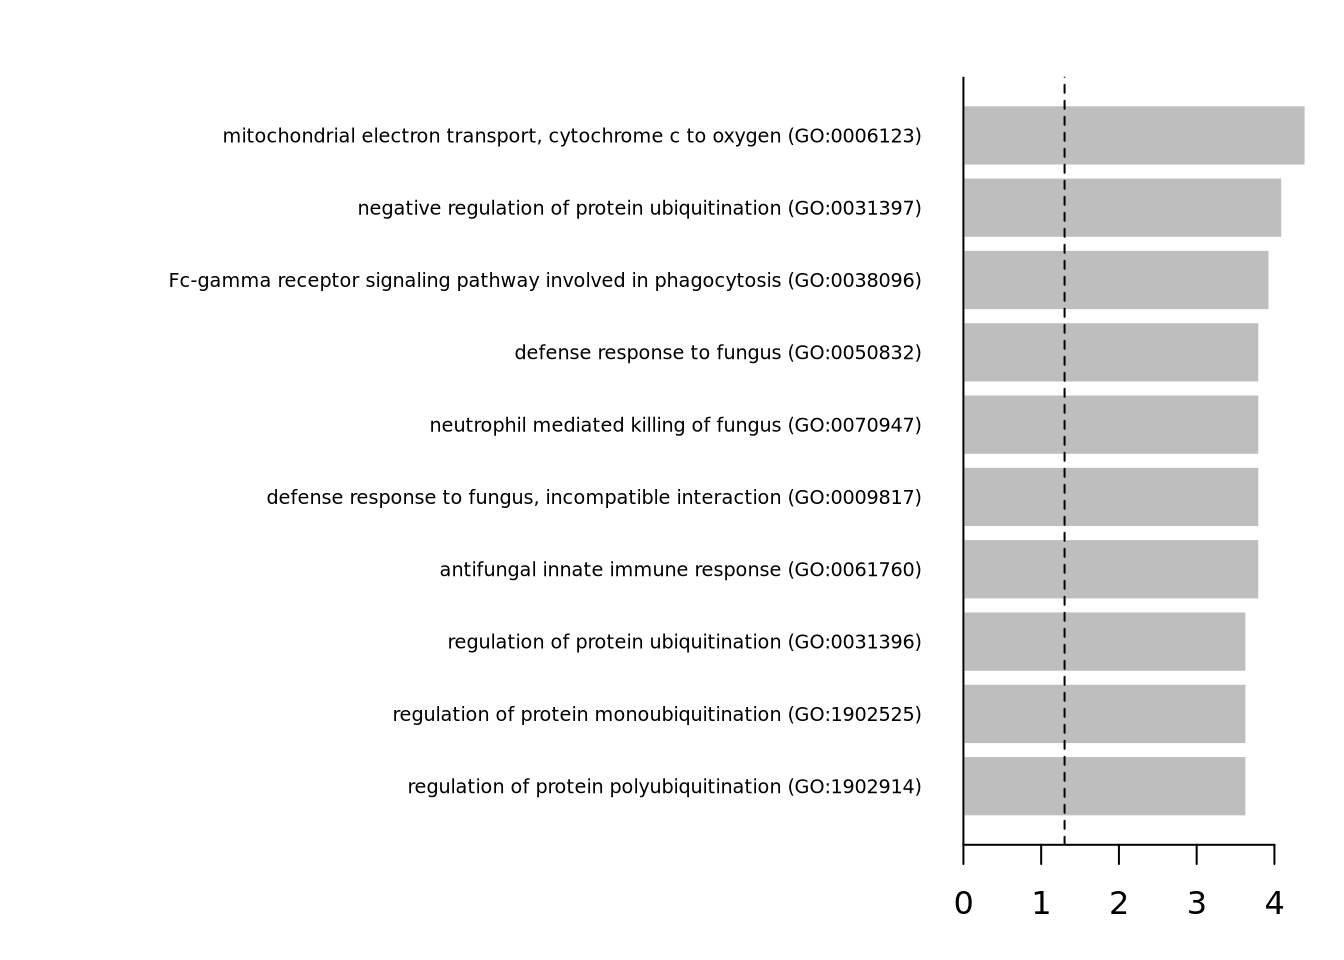 mitochondrial electron transport, cytochrome c to oxygen (GO:0006123)
negative regulation of protein ubiquitination (GO:0031397)
Fc-gamma receptor signaling pathway involved in phagocytosis (GO:0038096)
defense response to fungus (GO:0050832)
neutrophil mediated killing of fungus (GO:0070947)
defense response to fungus, incompatible interaction (GO:0009817)
antifungal innate immune response (GO:0061760)
regulation of protein ubiquitination (GO:0031396)
regulation of protein monoubiquitination (GO:1902525)
regulation of protein polyubiquitination (GO:1902914)
0 1 2 3 4